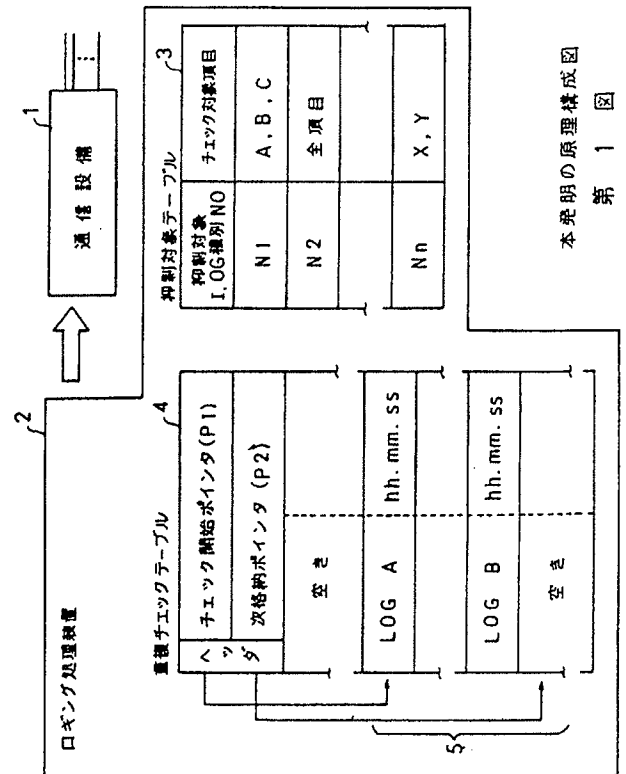 ロギング処理装置
2
通信設備
1
重視チェックテーブル
4
ヘッダ
チェック開始ポインタ(P1)
次格納ポインタ(P2)
空き
LOG A
hh.mm.ss
LOG B
hh.mm.ss
空き
5
抑制対象テーブル
3
抑制対象
I,OG種別NO
チェック対象項目
N1
A,B,C
N2
全項目
Nn
X,Y
本発明の原理構成図
第 1 図